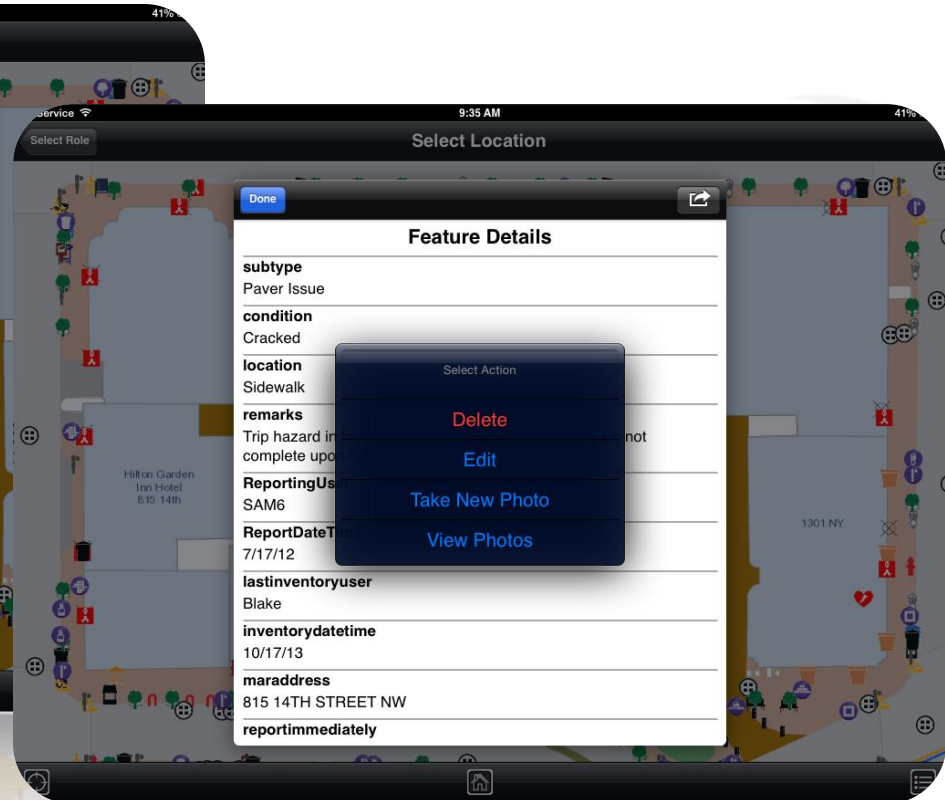 41%
Service
9:35 AM
41%
Select Role
Select Location
Done
Feature Details
subtype
Paver Issue
condition
Cracked
location
Sidewalk
remarks
Trip hazard in not
complete upon
ReportingUser
SAM6
ReportDateTime
7/17/12
lastinventoryuser
Blake
inventorydatetime
10/17/13
maraddress
815 14TH STREET NW
reportimmediately
Select Action
Delete
Edit
Take New Photo
View Photos
Hilton Garden
Inn Hotel
815 14th
1301 NY